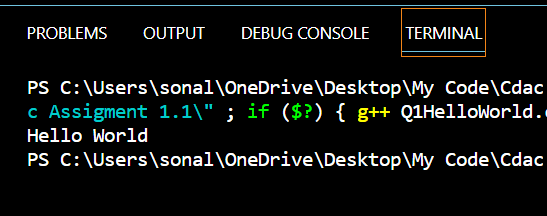 PROBLEMS OUTPUT DEBUG CONSOLE TERMINAL
PS C:\Users\sonal\OneDrive\Desktop\My Code\Cdac
c Assigment 1.1\" ; if ($?) { g++ Q1HelloWorld.
Hello World
PS C:\Users\sonal\OneDrive\Desktop\My Code\Cdac